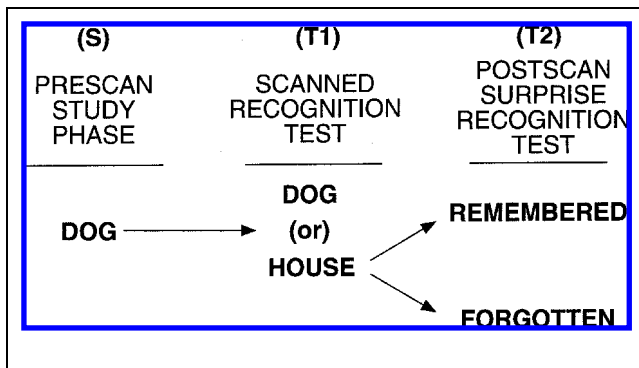 (S) (T1) (T2)
PRESCAN STUDY PHASE
SCANNED RECOGNITION TEST
POSTSCAN SURPRISE RECOGNITION TEST
DOG
DOG
(or)
HOUSE
REMEMBERED
FORGOTTEN